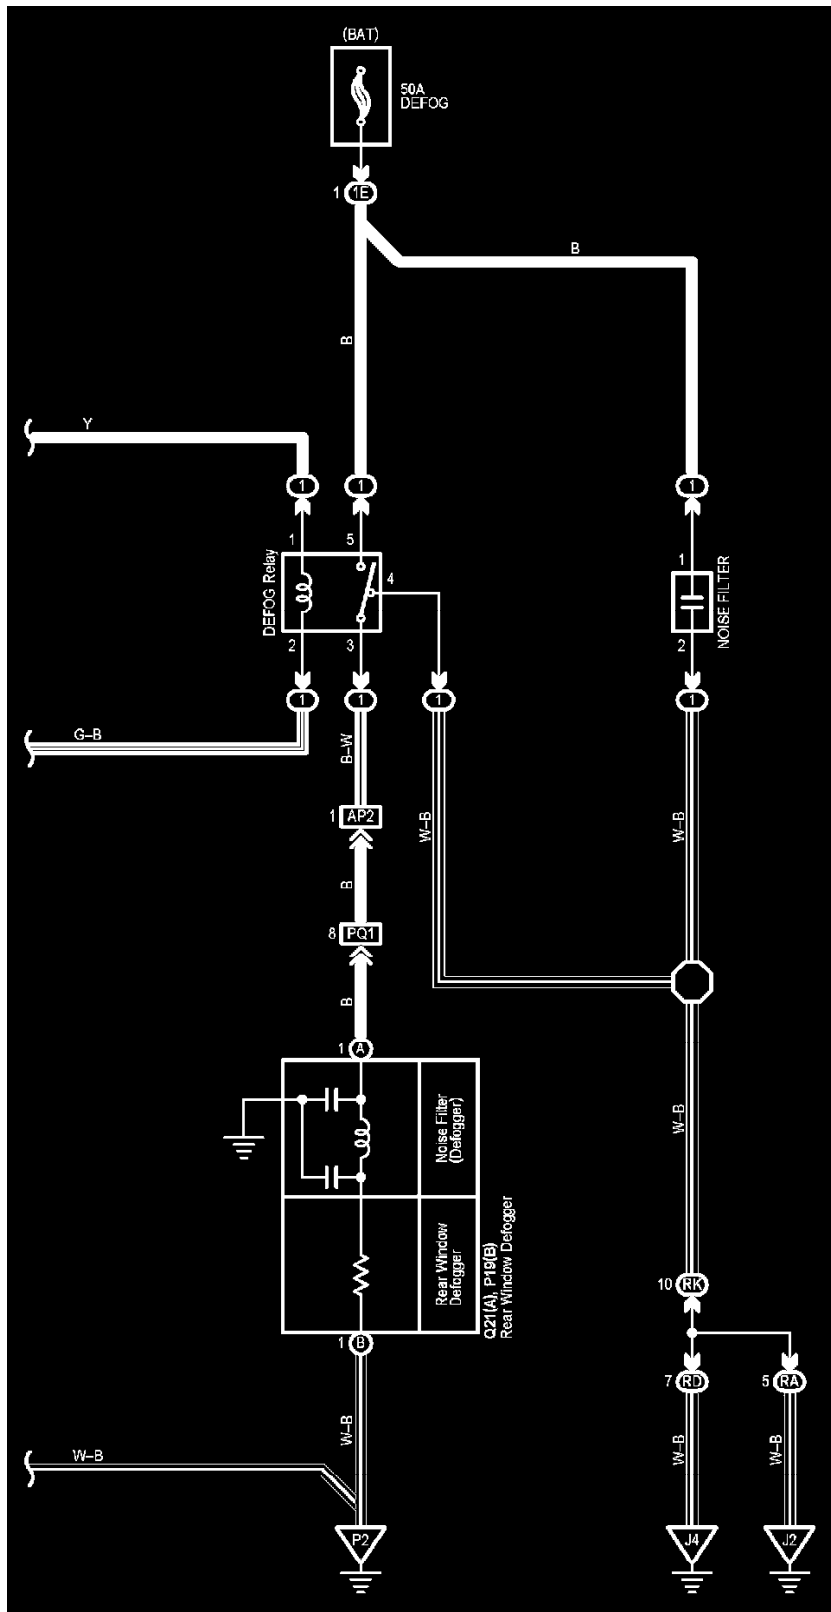 (BAT)
50A
DEFOG
1 1E
B
B
Y
1
1
1
1
5
1
DEFOG Relay
4
NOISE FILTER
2
3
2
1
1
1
1
G–B
B–W
W–B
W–B
1 AP2
B
8 PQ1
B
1 A
Noise Filter
(Defogger)
W–B
Rear Window
Defogger
Q21(A), P19(B)
Rear Window Defogger
10 RK
1 B
7 RD
5 RA
W–B
W–B
W–B
W–B
P2
J4
J2